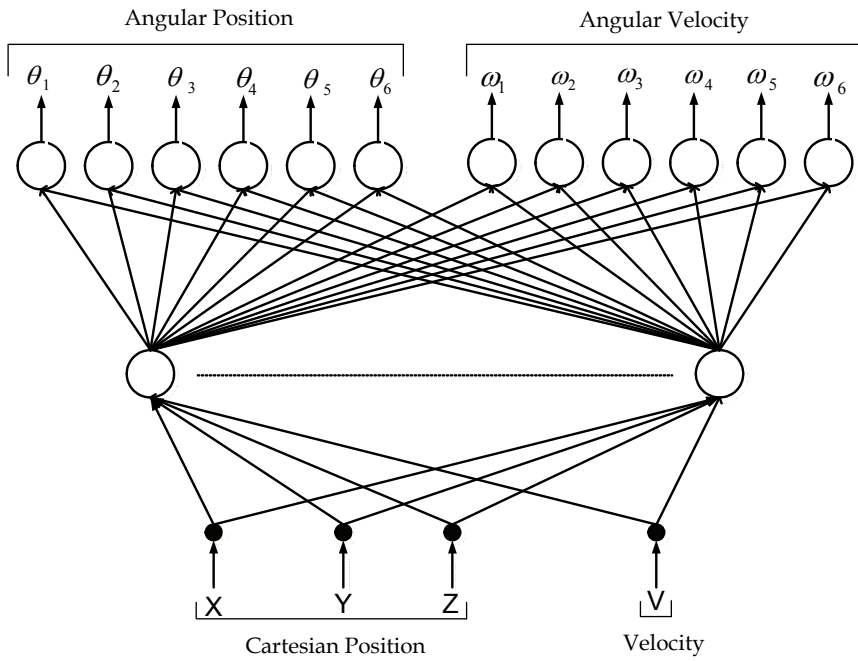 Angular Position Angular Velocity
θ₁ θ₂ θ₃ θ₄ θ₅ θ₆ ω₁ ω₂ ω₃ ω₄ ω₅ ω₆
X Y Z V
Cartesian Position Velocity